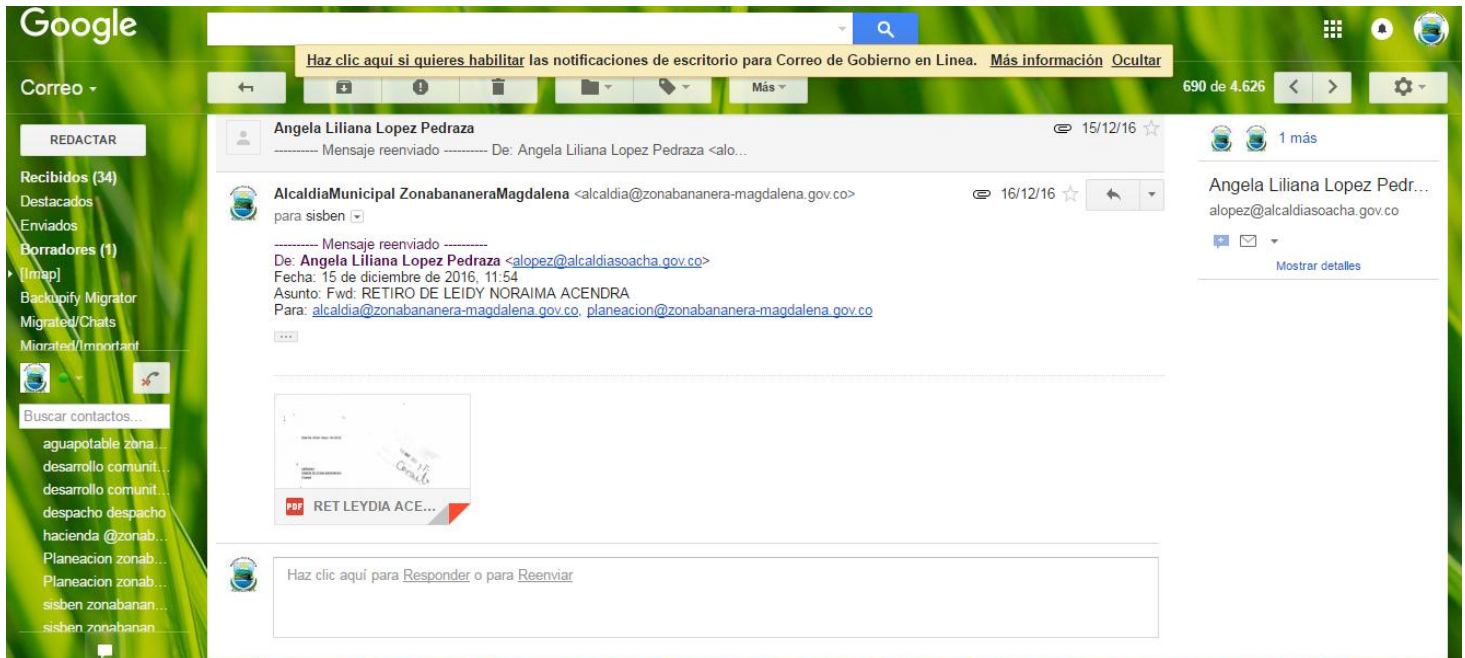 Google
Haz clic aquí si quieres habilitar las notificaciones de escritorio para Correo de Gobierno en Linea. Más información Ocultar
Correo
Más
690 de 4.626
REDACTAR
Recibidos (34)
Destacados
Enviados
Borradores (1)
[Imap]
Backupify Migrator
Migrated/Chats
Migrated/Important
Buscar contactos...
aguapotable zona...
desarrollo comunit...
desarrollo comunit...
despacho despacho
hacienda @zonab...
Planeacion zonab...
Planeacion zonab...
sisben zonabanan...
sisben zonabanan
Angela Liliana Lopez Pedraza
15/12/16
---------- Mensaje reenviado ---------- De: Angela Liliana Lopez Pedraza <alo...
AlcaldiaMunicipal ZonabananeraMagdalena <alcaldia@zonabananera-magdalena.gov.co>
16/12/16
para sisben
---------- Mensaje reenviado ----------
De: Angela Liliana Lopez Pedraza <alopez@alcaldiasoacha.gov.co>
Fecha: 15 de diciembre de 2016, 11:54
Asunto: Fwd: RETIRO DE LEIDY NORAIMA ACENDRA
Para: alcaldia@zonabananera-magdalena.gov.co, planeacion@zonabananera-magdalena.gov.co
PDF RET LEYDIA ACE...
Haz clic aquí para Responder o para Reenviar
1 más
Angela Liliana Lopez Pedr...
alopez@alcaldiasoacha.gov.co
Mostrar detalles